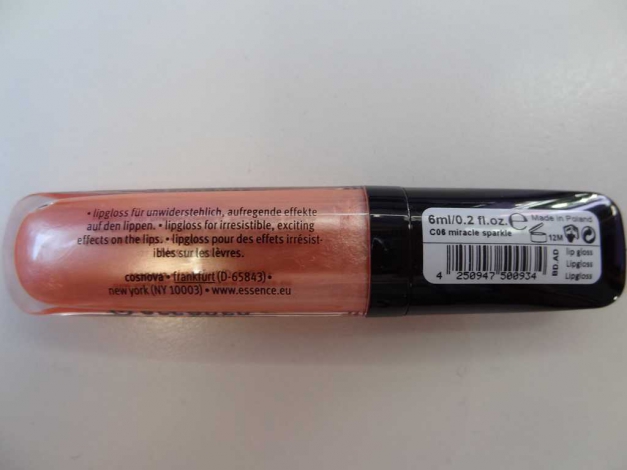 • lipgloss für unwiderstehlich, aufregende effekte
auf den lippen. • lipgloss for irresistible, exciting
effects on the lips. • lipgloss pour des effets irrésist-
ibles sur les lèvres.
cosnova • frankfurt (D-65843) •
new york (NY 10003) • www.essence.eu
6ml/0.2 fl.oz. e Made in Poland
C06 miracle sparkle 12M
4 250947 500934
BD.AD
lip gloss
Lipgloss
Lipgloss